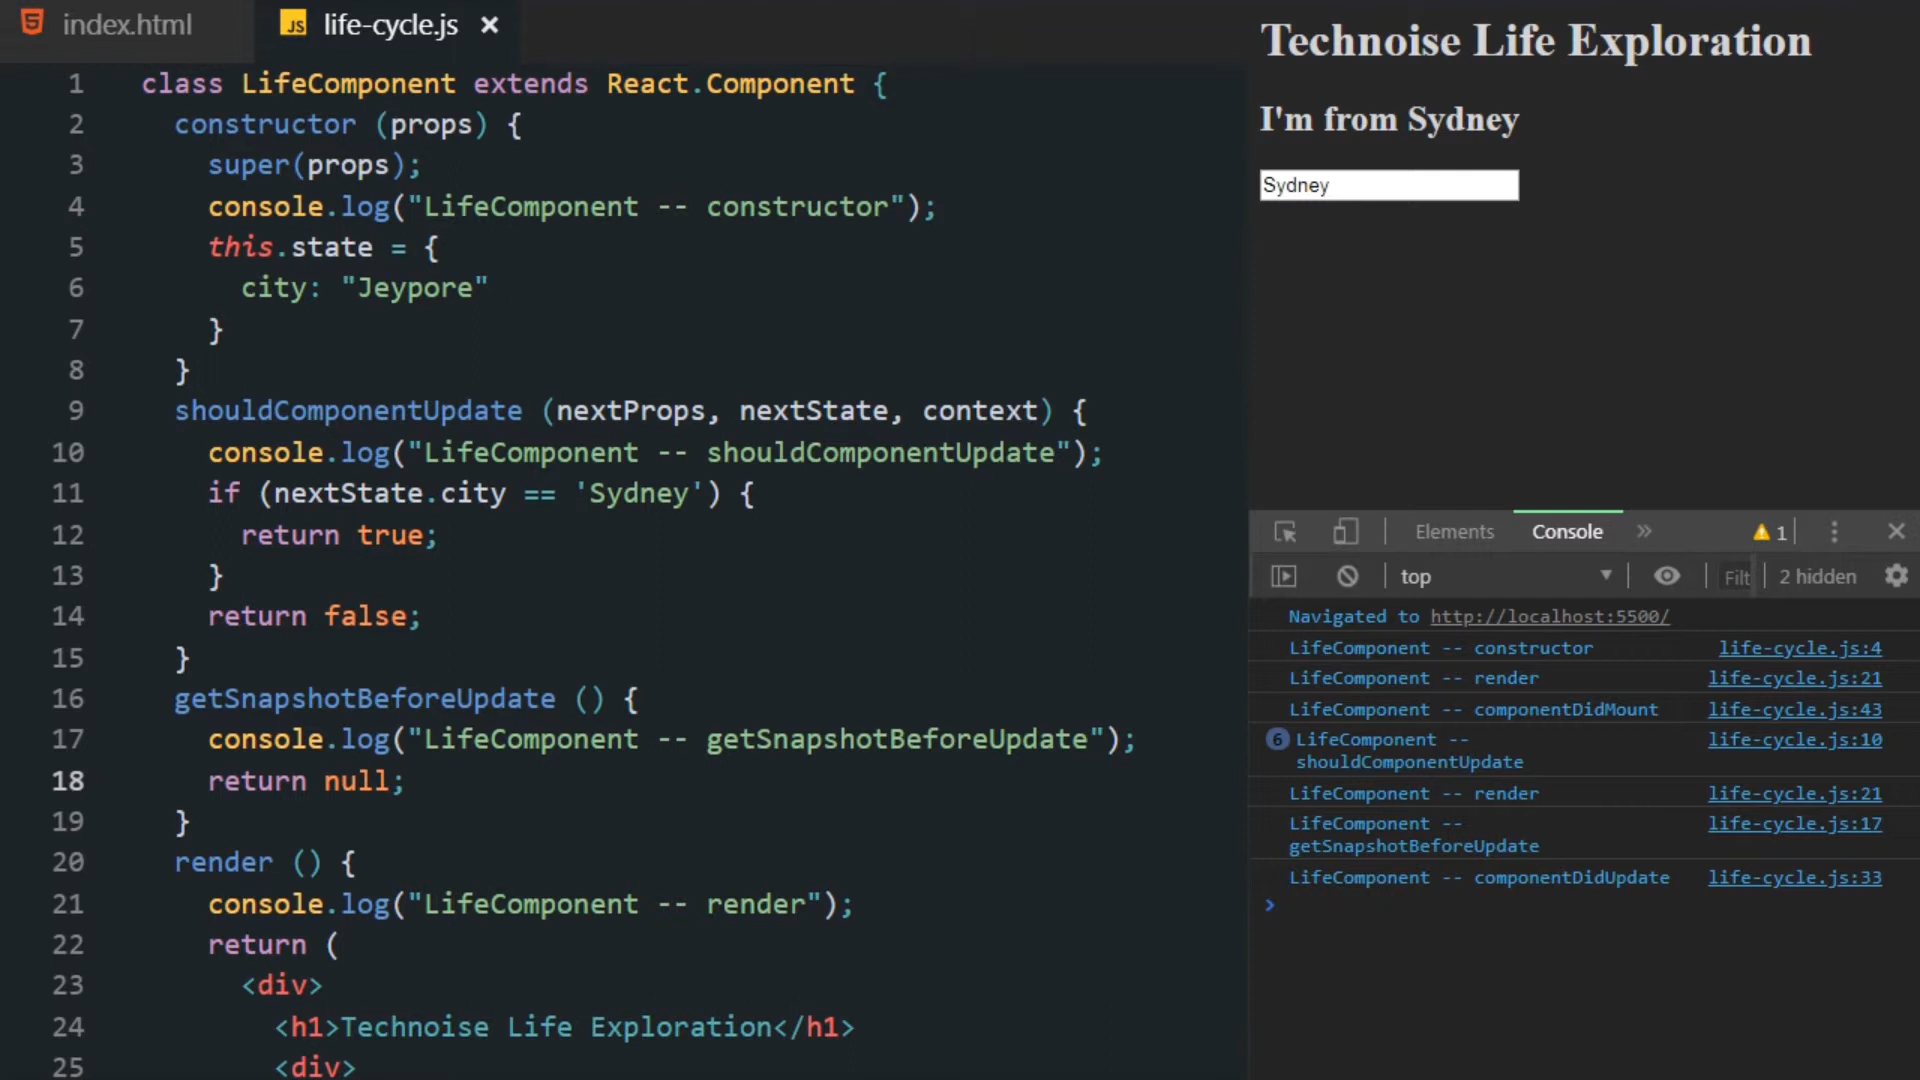 index.html
life-cycle.js
1 class LifeComponent extends React.Component {
2 constructor (props) {
3 super(props);
4 console.log("LifeComponent -- constructor");
5 this.state = {
6 city: "Jeypore"
7 }
8 }
9 shouldComponentUpdate (nextProps, nextState, context) {
10 console.log("LifeComponent -- shouldComponentUpdate");
11 if (nextState.city == 'Sydney') {
12 return true;
13 }
14 return false;
15 }
16 getSnapshotBeforeUpdate () {
17 console.log("LifeComponent -- getSnapshotBeforeUpdate");
18 return null;
19 }
20 render () {
21 console.log("LifeComponent -- render");
22 return (
23 <div>
24 <h1>Technoise Life Exploration</h1>
25 <div>
Technoise Life Exploration
I'm from Sydney
Sydney
Elements Console 1
top Filt 2 hidden
Navigated to http://localhost:5500/
LifeComponent -- constructor life-cycle.js:4
LifeComponent -- render life-cycle.js:21
LifeComponent -- componentDidMount life-cycle.js:43
6 LifeComponent -- life-cycle.js:10
shouldComponentUpdate
LifeComponent -- render life-cycle.js:21
LifeComponent -- life-cycle.js:17
getSnapshotBeforeUpdate
LifeComponent -- componentDidUpdate life-cycle.js:33